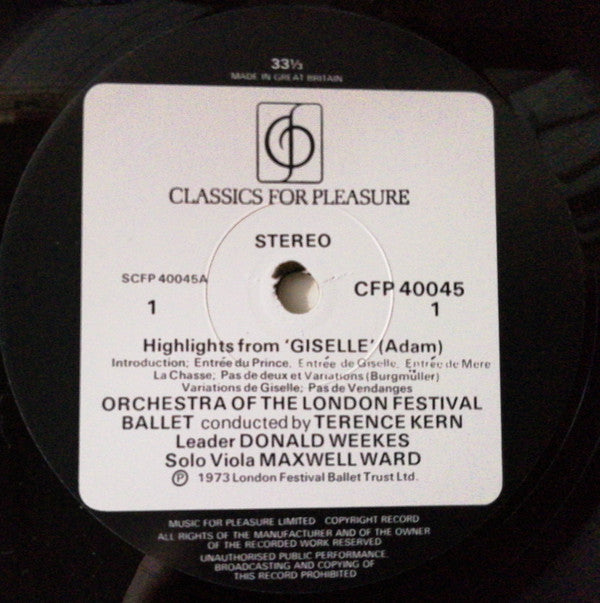 33⅓
MADE IN GREAT BRITAIN
CLASSICS FOR PLEASURE
STEREO
SCFP 40045A
1
CFP 40045
1
Highlights from ‘GISELLE’ (Adam)
Introduction; Entrée du Prince, Entrée de Giselle, Entrée de Mere
La Chasse; Pas de deux et Variations (Burgmüller)
Variations de Giselle; Pas de Vendanges
ORCHESTRA OF THE LONDON FESTIVAL
BALLET conducted by TERENCE KERN
Leader DONALD WEEKES
Solo Viola MAXWELL WARD
Ⓟ 1973 London Festival Ballet Trust Ltd.
MUSIC FOR PLEASURE LIMITED COPYRIGHT RECORD
ALL RIGHTS OF THE MANUFACTURER AND OF THE OWNER
OF THE RECORDED WORK RESERVED
UNAUTHORISED PUBLIC PERFORMANCE,
BROADCASTING AND COPYING OF
THIS RECORD PROHIBITED